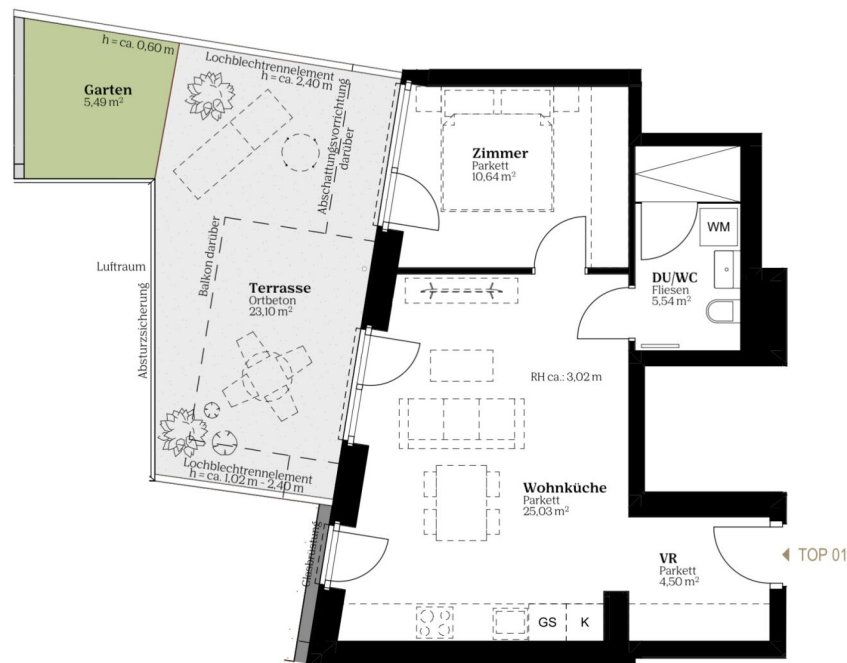 h = ca. 0,60 m
Garten
5,49 m²
Lochblechtrennelement
h = ca. 2,40 m
Abschattungsvorrichtung
darüber
Zimmer
Parkett
10,64 m²
WM
DU/WC
Fliesen
5,54 m²
Luftraum
Absturzsicherung
Balkon darüber
Terrasse
Ortbeton
23,10 m²
RH ca.: 3,02 m
Lochblechtrennelement
h = ca. 1,02 m - 2,40 m
Wohnküche
Parkett
25,03 m²
Glasbrüstung
VR
Parkett
4,50 m²
TOP 01
GS
K